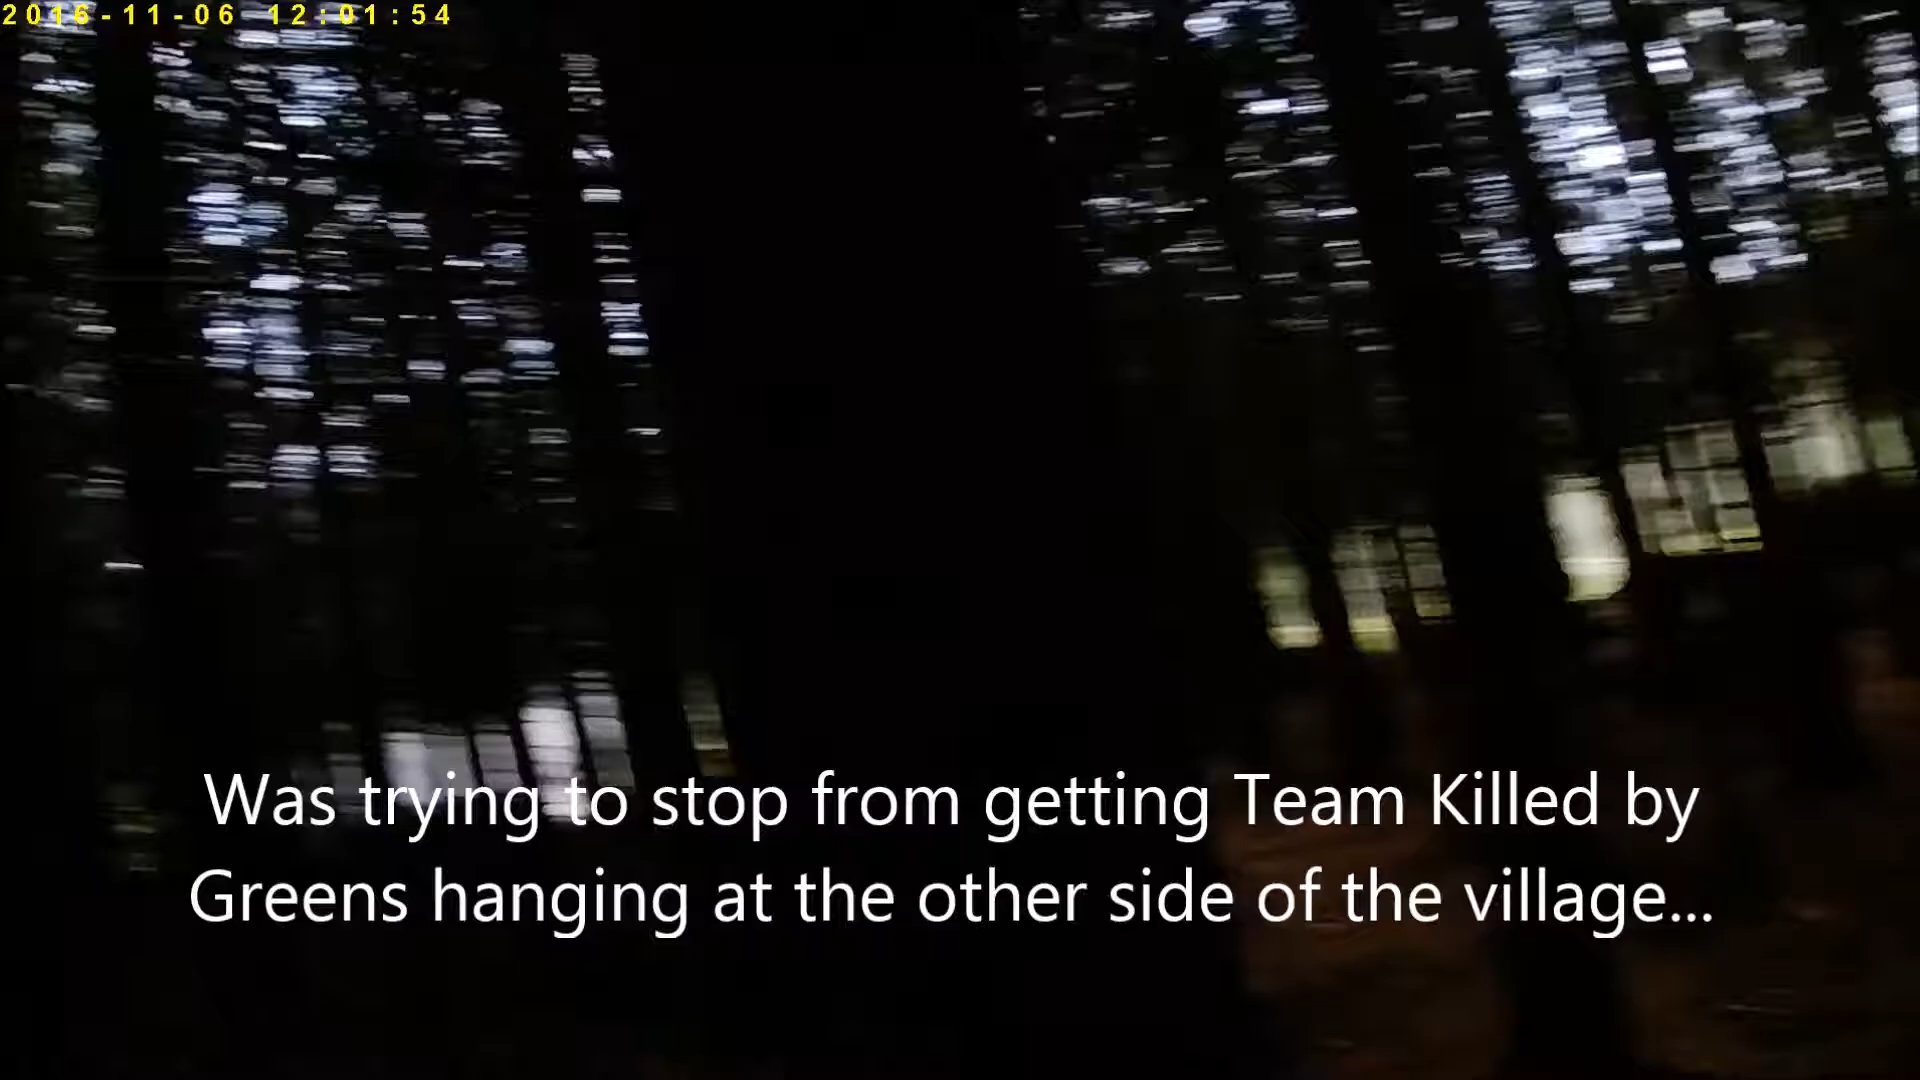 2016-11-06 12:01:54
Was trying to stop from getting Team Killed by
Greens hanging at the other side of the village...